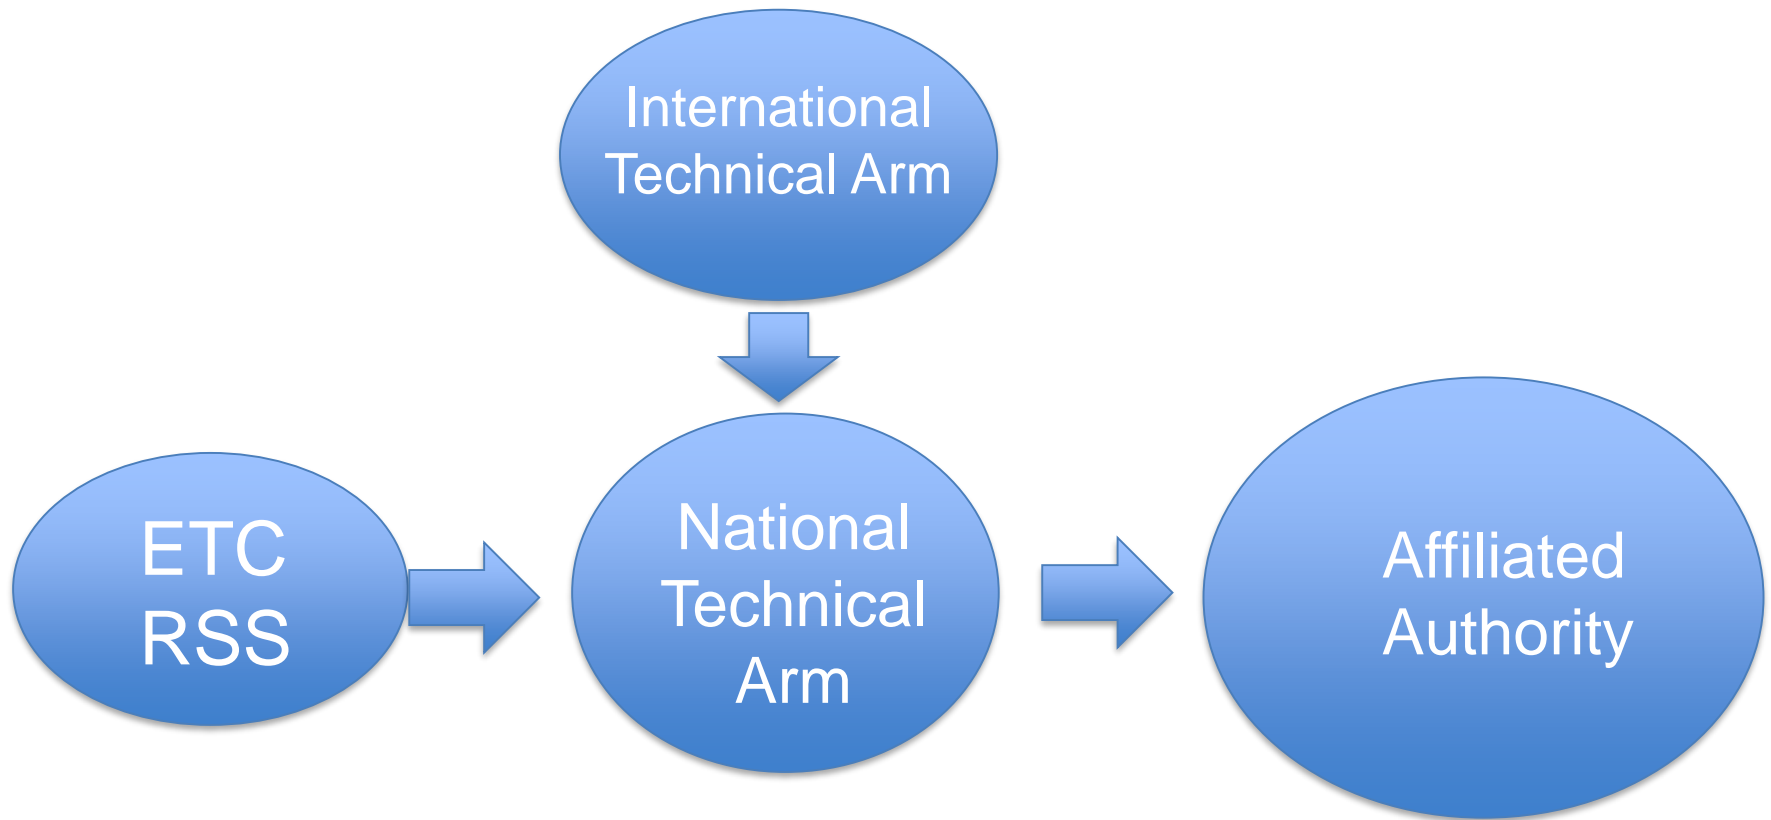 International
Technical Arm
ETC
RSS
National
Technical
Arm
Affiliated
Authority